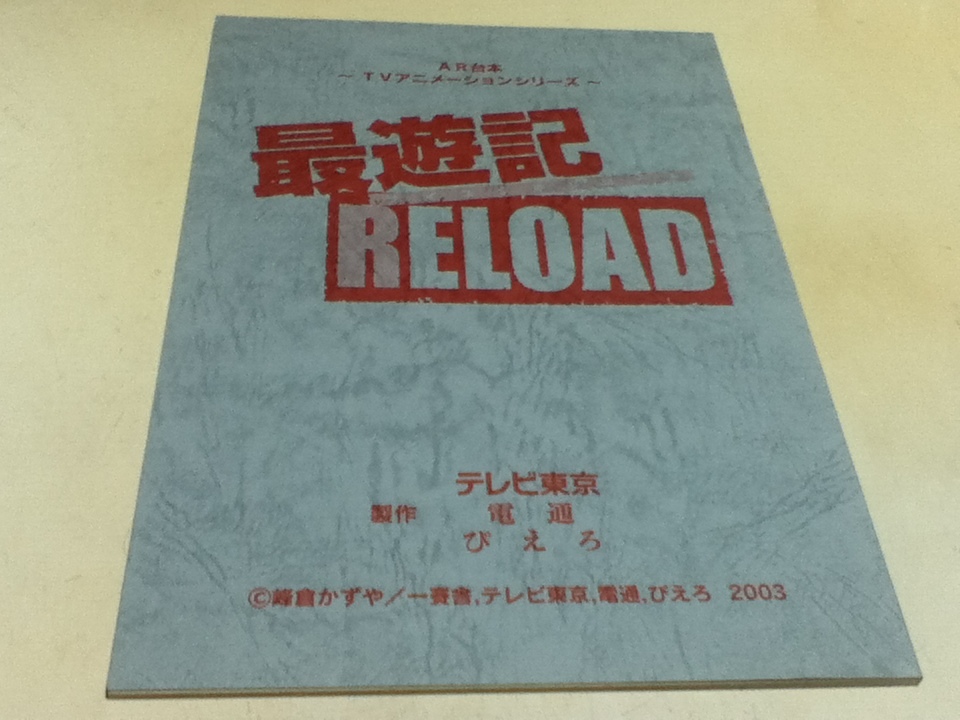 AR台本
～TVアニメーションシリーズ～
最遊記
RELOAD
テレビ東京
製作 電通
ぴえろ
©峰倉かずや／一賽舎,テレビ東京,電通,ぴえろ 2003